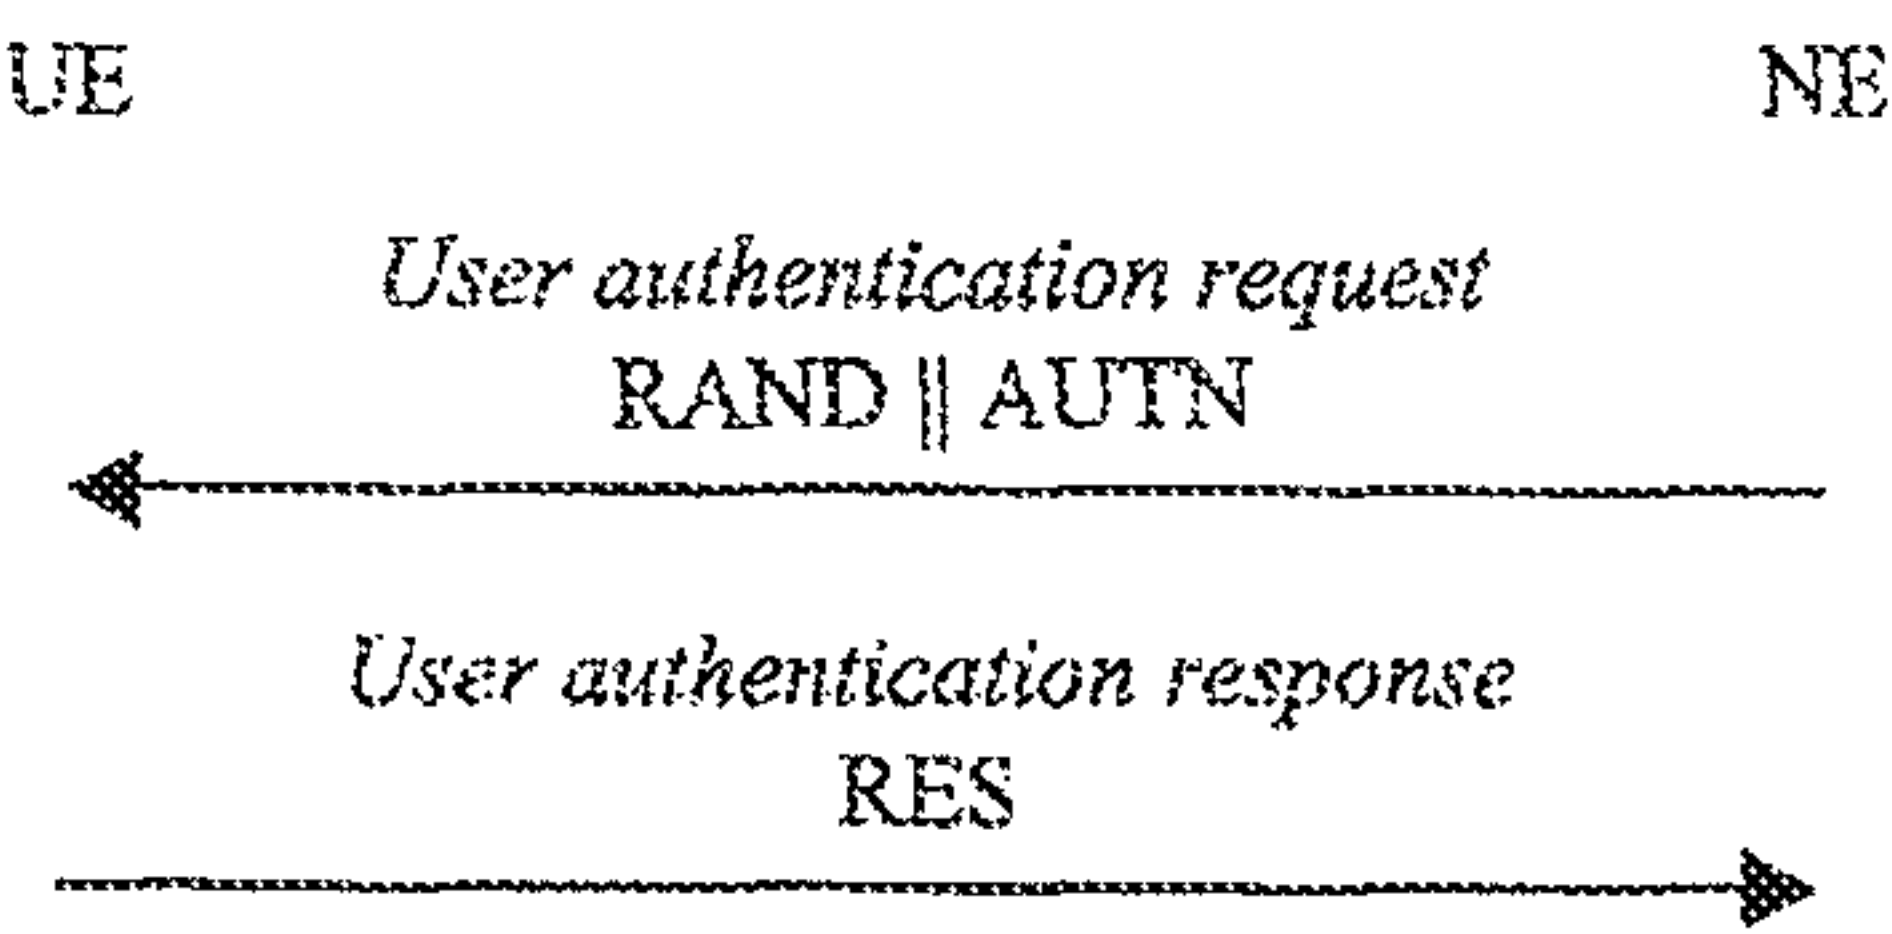 UE NE
User authentication request
RAND || AUTN
User authentication response
RES